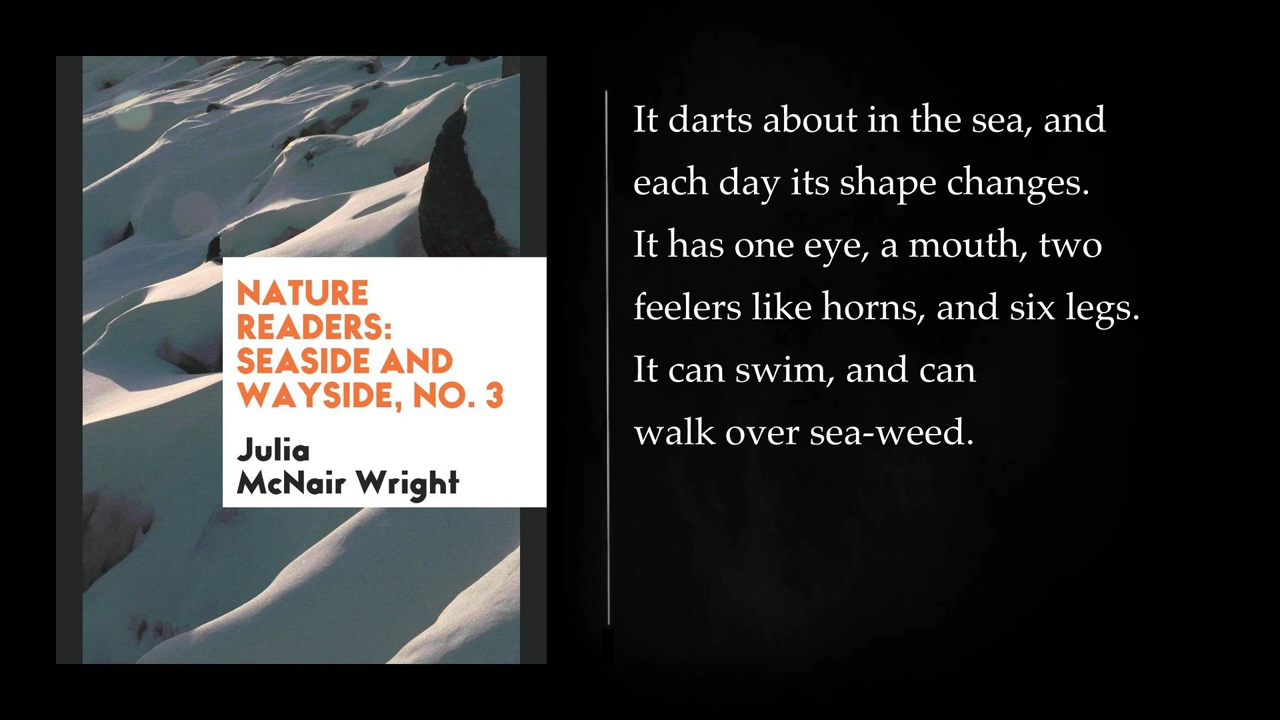 NATURE
READERS:
SEASIDE AND
WAYSIDE, NO. 3
Julia
McNair Wright
It darts about in the sea, and
each day its shape changes.
It has one eye, a mouth, two
feelers like horns, and six legs.
It can swim, and can
walk over sea-weed.